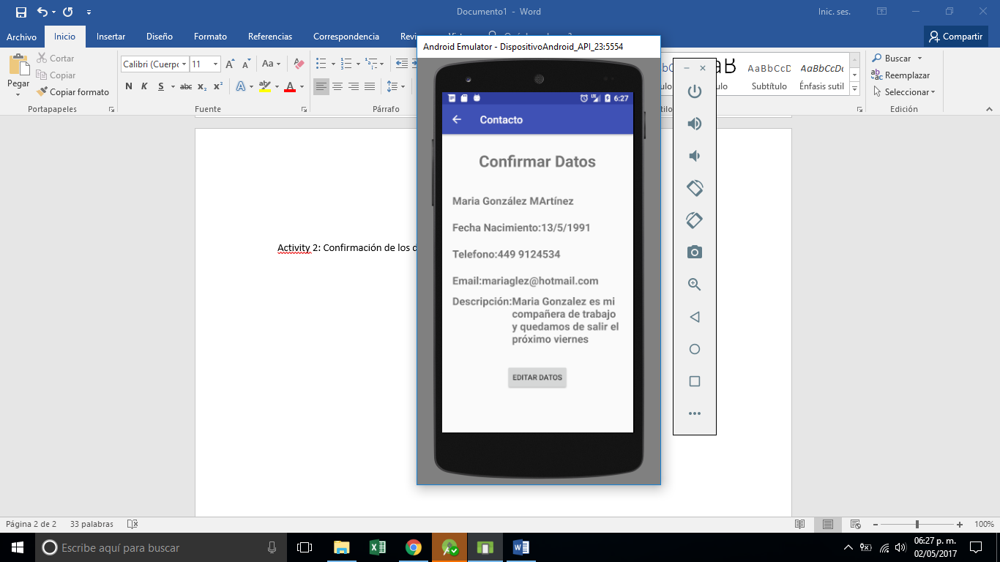 Documento1 - Word
Inic. ses.
Archivo
Inicio
Insertar
Diseño
Formato
Referencias
Correspondencia
Compartir
Pegar
Cortar
Copiar
Copiar formato
Portapapeles
Calibri (Cuerpo
11
Aa
N K S abc x₂ x²
A
A
Fuente
Párrafo
AaBbCcD
AaBbCcDc
Subtítulo
Énfasis sutil
Buscar
Reemplazar
Seleccionar
Edición
Activity 2: Confirmación de los d
Android Emulator - DispositivoAndroid_API_23:5554
6:27
Contacto
Confirmar Datos
Maria González MArtínez
Fecha Nacimiento:13/5/1991
Telefono:449 9124534
Email:mariaglez@hotmail.com
Descripción:Maria Gonzalez es mi
compañera de trabajo
y quedamos de salir el
próximo viernes
EDITAR DATOS
Página 2 de 2
33 palabras
100%
Escribe aquí para buscar
06:27 p. m.
02/05/2017